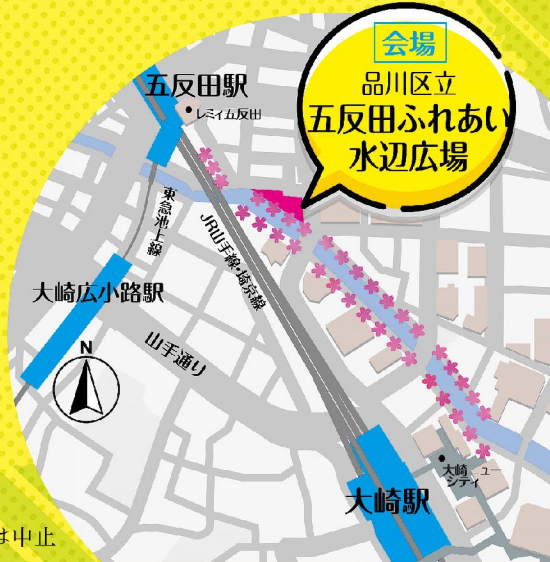 会場
品川区立
五反田ふれあい
水辺広場
五反田駅
レミィ五反田
東急池上線
JR山手線・埼京線
大崎広小路駅
山手通り
N
大崎駅
大崎 ュー
シティ
は中止